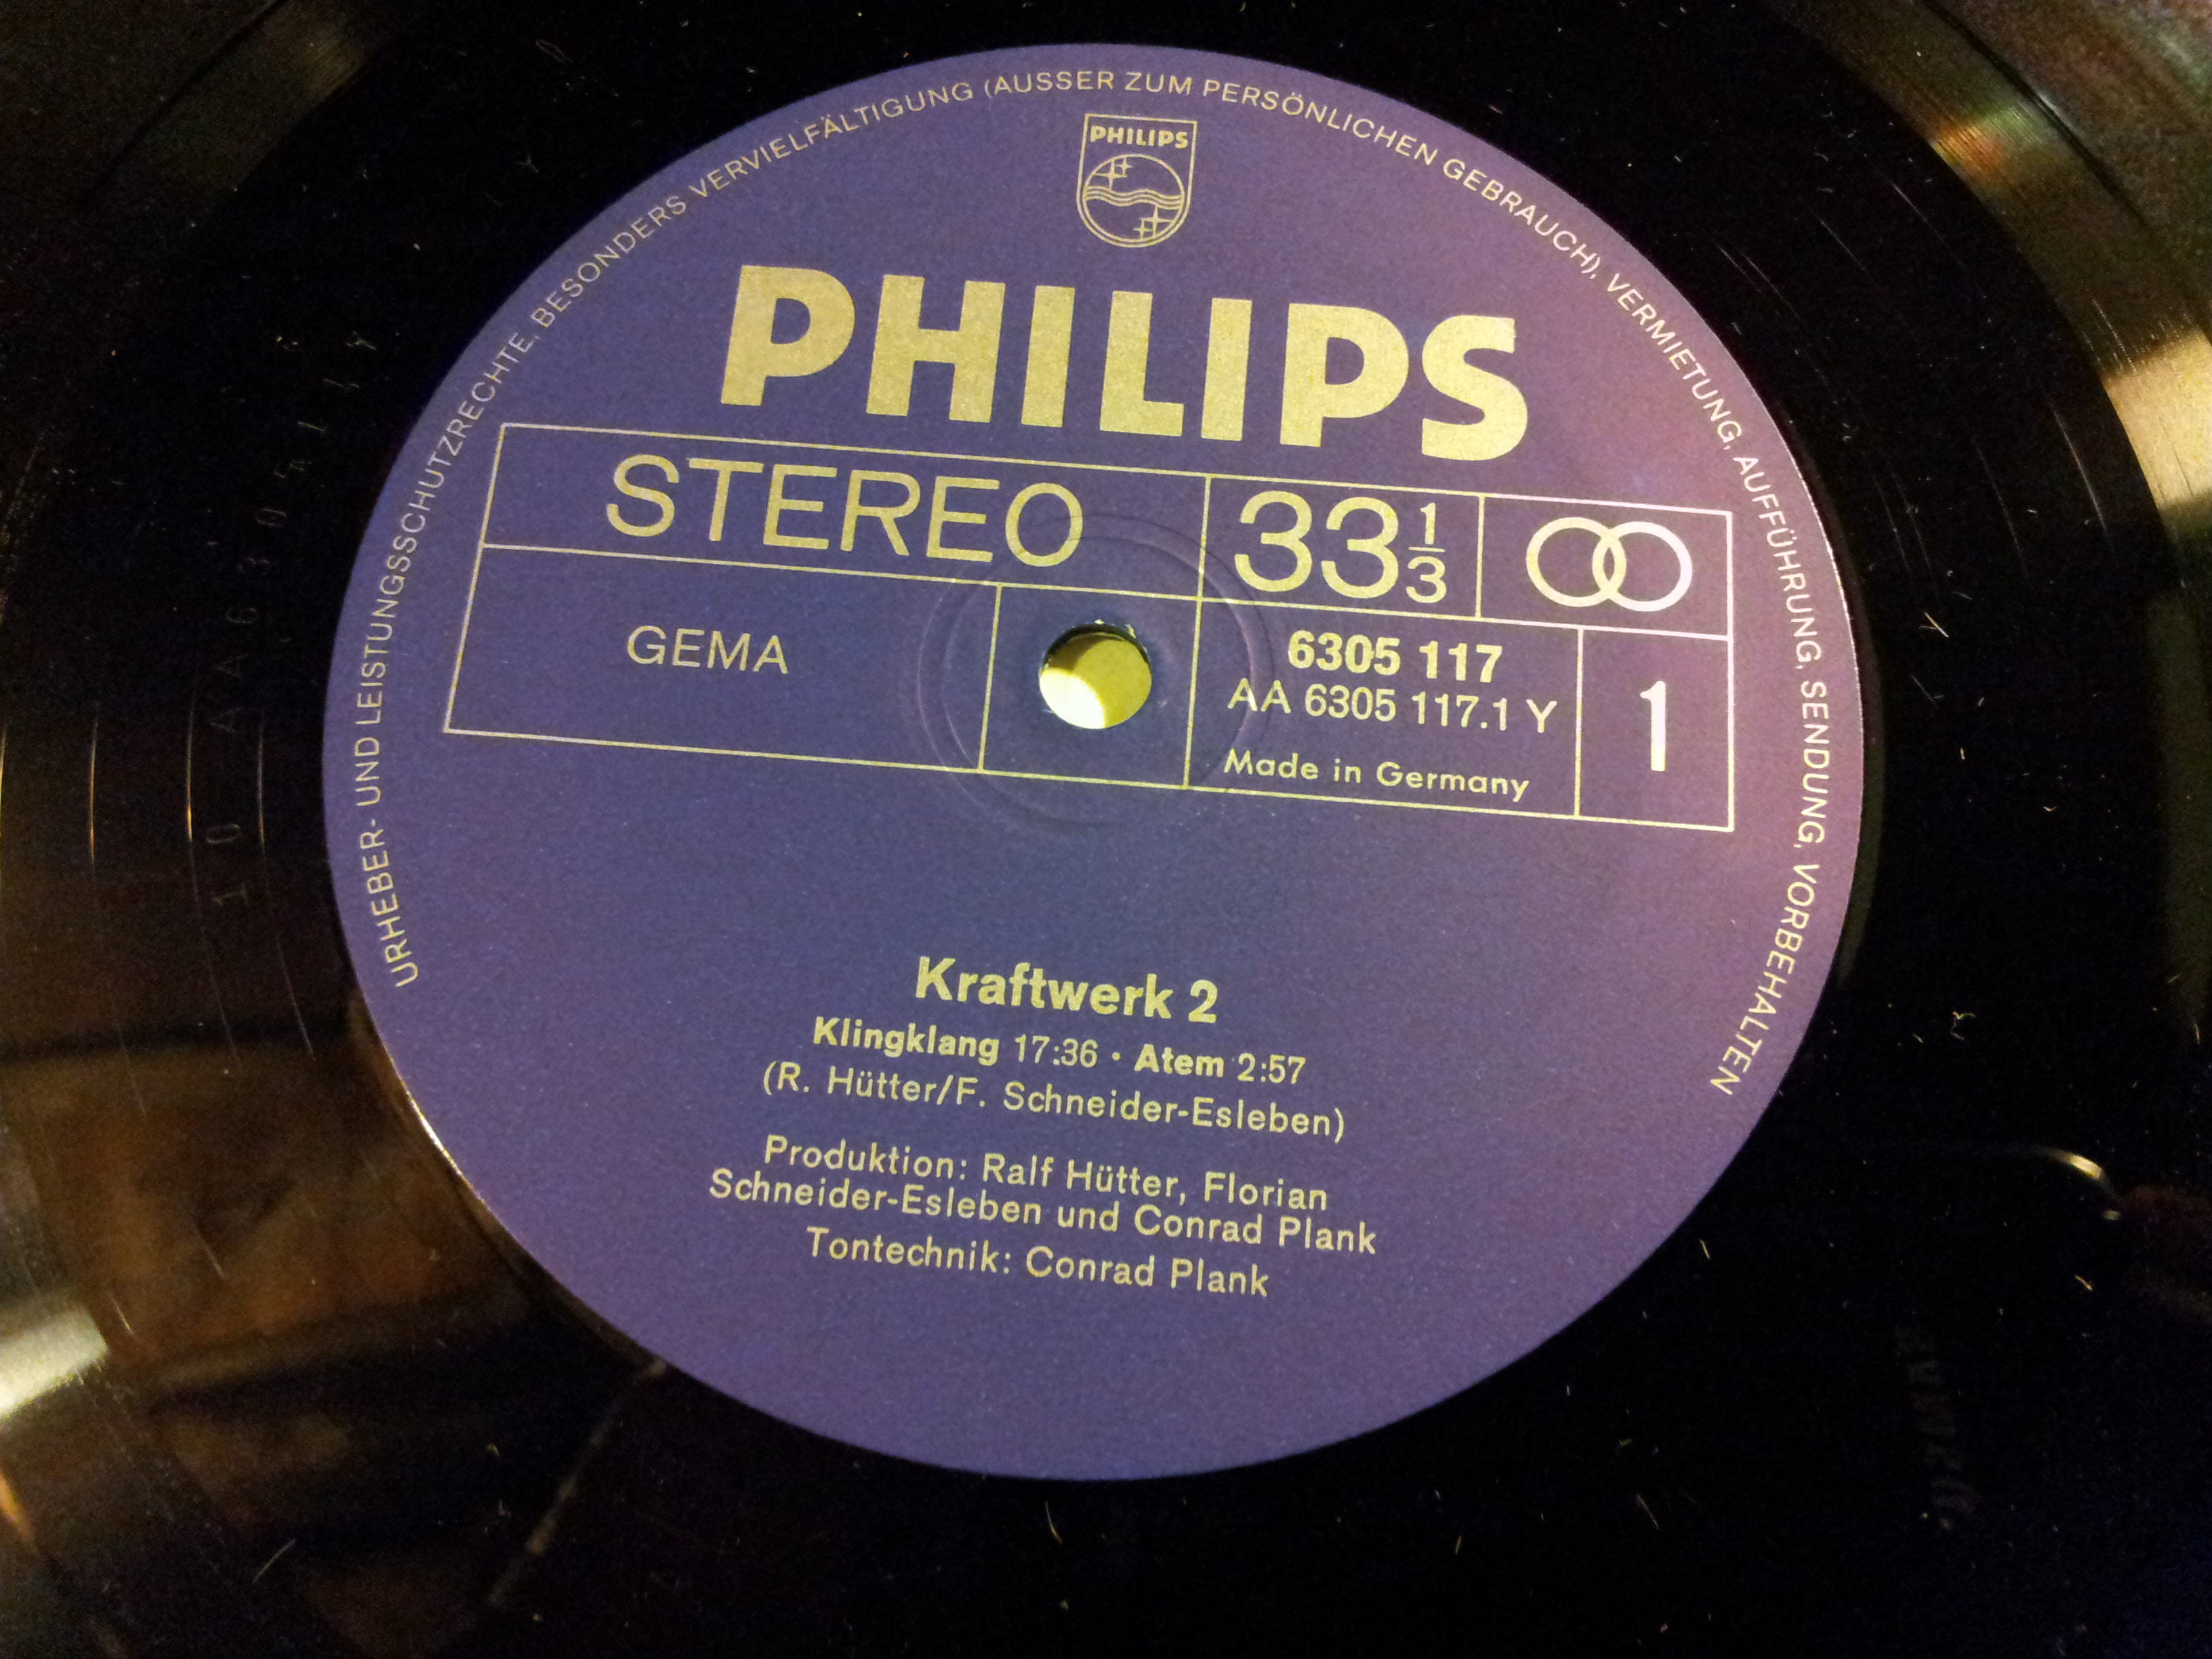 URHEBER- UND LEISTUNGSSCHUTZRECHTE, BESONDERS VERVIELFÄLTIGUNG (AUSSER ZUM PERSÖNLICHEN GEBRAUCH), VERMIETUNG, AUFFÜHRUNG, SENDUNG, VORBEHALTEN
PHILIPS
PHILIPS
STEREO 33 1/3
GEMA
6305 117
AA 6305 117.1 Y
1
Made in Germany
Kraftwerk 2
Klingklang 17:36 · Atem 2:57
(R. Hütter/F. Schneider-Esleben)
Produktion: Ralf Hütter, Florian
Schneider-Esleben und Conrad Plank
Tontechnik: Conrad Plank